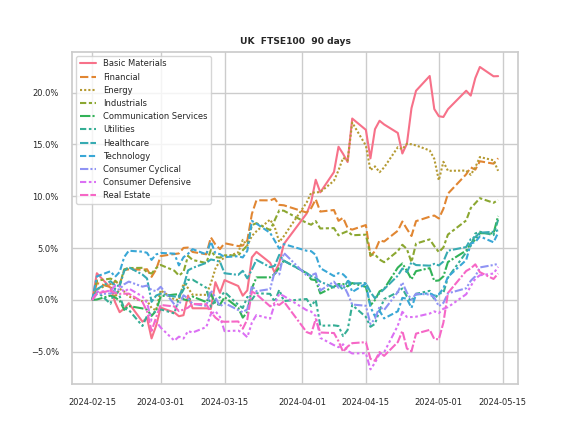 UK FTSE100 90 days
Basic Materials
Financial
Energy
Industrials
Communication Services
Utilities
Healthcare
Technology
Consumer Cyclical
Consumer Defensive
Real Estate
20.0%
15.0%
10.0%
5.0%
0.0%
−5.0%
2024-02-15 2024-03-01 2024-03-15 2024-04-01 2024-04-15 2024-05-01 2024-05-15